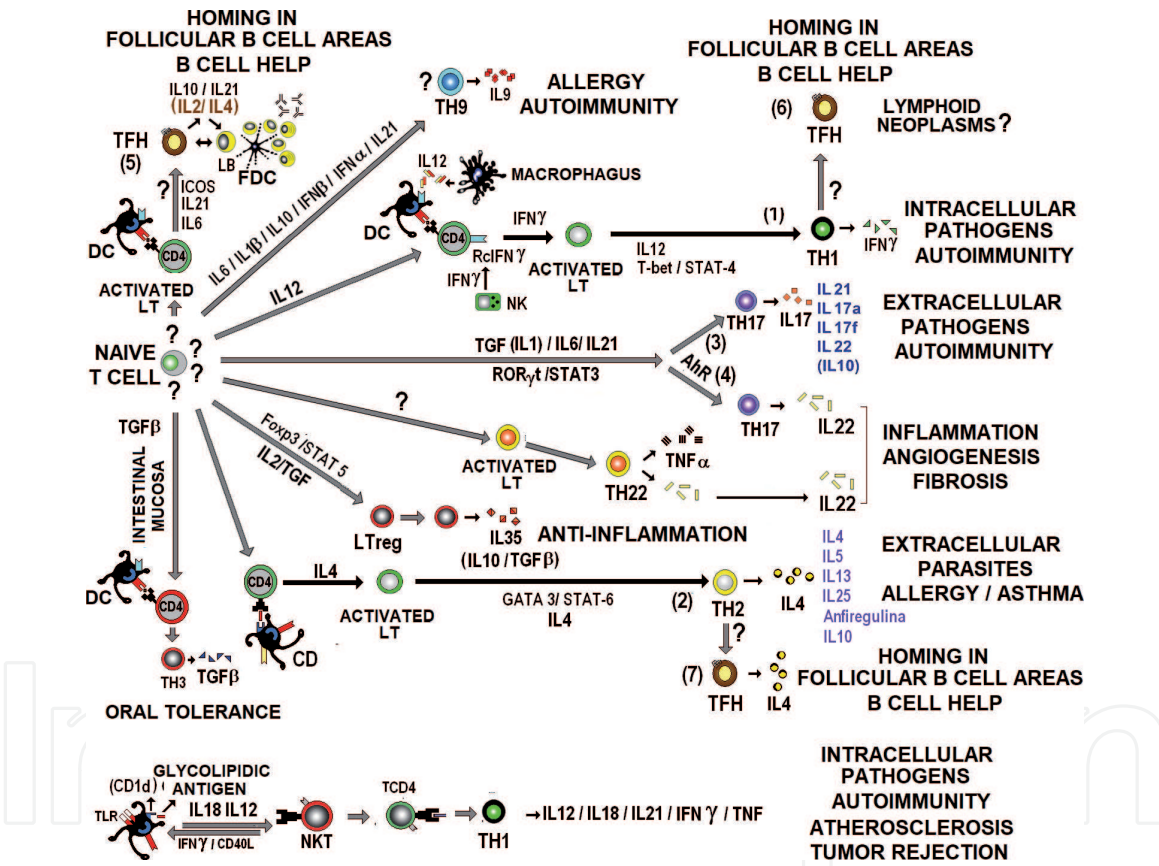 HOMING IN
FOLLICULAR B CELL AREAS
B CELL HELP
IL10 / IL21
(IL2/ IL4)
TFH
(5)
LB
FDC
?
ICOS
IL21
IL6
DC
CD4
ACTIVATED
LT
?
NAIVE
T CELL
?
?
?
?
IL6 / IL1β / IL10 / IFNβ / IFNα / IL21
?
TH9
IL9
ALLERGY
AUTOIMMUNITY
IL12
IL12
MACROPHAGUS
DC
CD4
RcIFNγ
IFNγ
NK
IFNγ
ACTIVATED
LT
IL12
T-bet / STAT-4
(1)
TH1
IFNγ
INTRACELLULAR
PATHOGENS
AUTOIMMUNITY
?
HOMING IN
FOLLICULAR B CELL AREAS
B CELL HELP
(6)
TFH
LYMPHOID
NEOPLASMS ?
TGF (IL1) / IL6/ IL21
RORγt /STAT3
(3)
AhR (4)
TH17
IL17
IL 21
IL 17a
IL 17f
IL 22
(IL10)
EXTRACELLULAR
PATHOGENS
AUTOIMMUNITY
TH17
IL22
?
ACTIVATED
LT
TH22
TNFα
IL22
INFLAMMATION
ANGIOGENESIS
FIBROSIS
Foxp3 /STAT 5
IL2/TGF
LTreg
IL35
(IL10 /TGFβ)
ANTI-INFLAMMATION
TGFβ
INTESTINAL
MUCOSA
DC
CD4
TH3
TGFβ
ORAL TOLERANCE
CD4
CD
IL4
ACTIVATED
LT
GATA 3/ STAT-6
IL4
(2)
TH2
IL4
IL4
IL5
IL13
IL25
Anfiregulina
IL10
EXTRACELLULAR
PARASITES
ALLERGY / ASTHMA
?
(7)
TFH
IL4
HOMING IN
FOLLICULAR B CELL AREAS
B CELL HELP
(CD1d)
GLYCOLIPIDIC
ANTIGEN
TLR
IL18 IL12
IFNγ / CD40L
NKT
TCD4
TH1
IL12 / IL18 / IL21 / IFNγ / TNF
INTRACELLULAR
PATHOGENS
AUTOIMMUNITY
ATHEROSCLEROSIS
TUMOR REJECTION